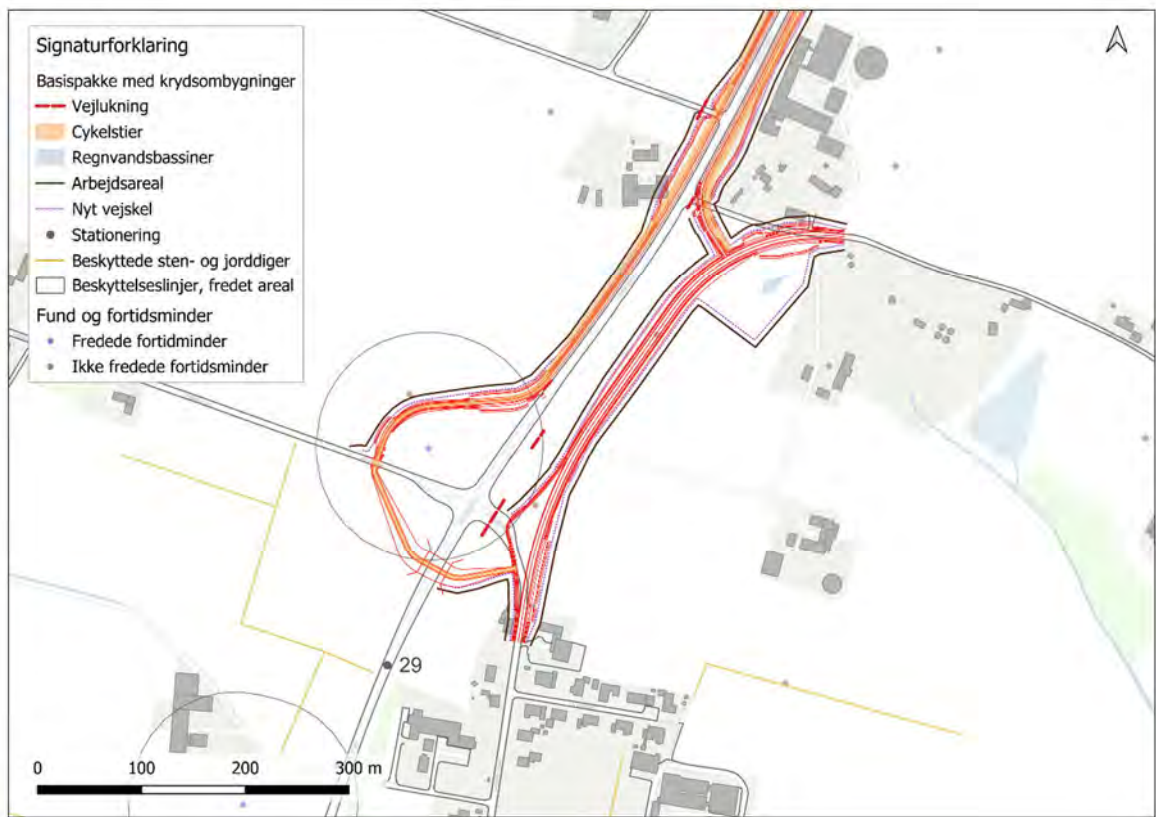 Signaturforklaring
Basispakke med krydsombygninger
Vejlukning
Cykelstier
Regnvandsbassiner
Arbejdsareal
Nyt vejskel
Stationering
Beskyttede sten- og jorddiger
Beskyttelseslinjer, fredet areal
Fund og fortidsminder
Fredede fortidminder
Ikke fredede fortidsminder
29
0 100 200 300 m